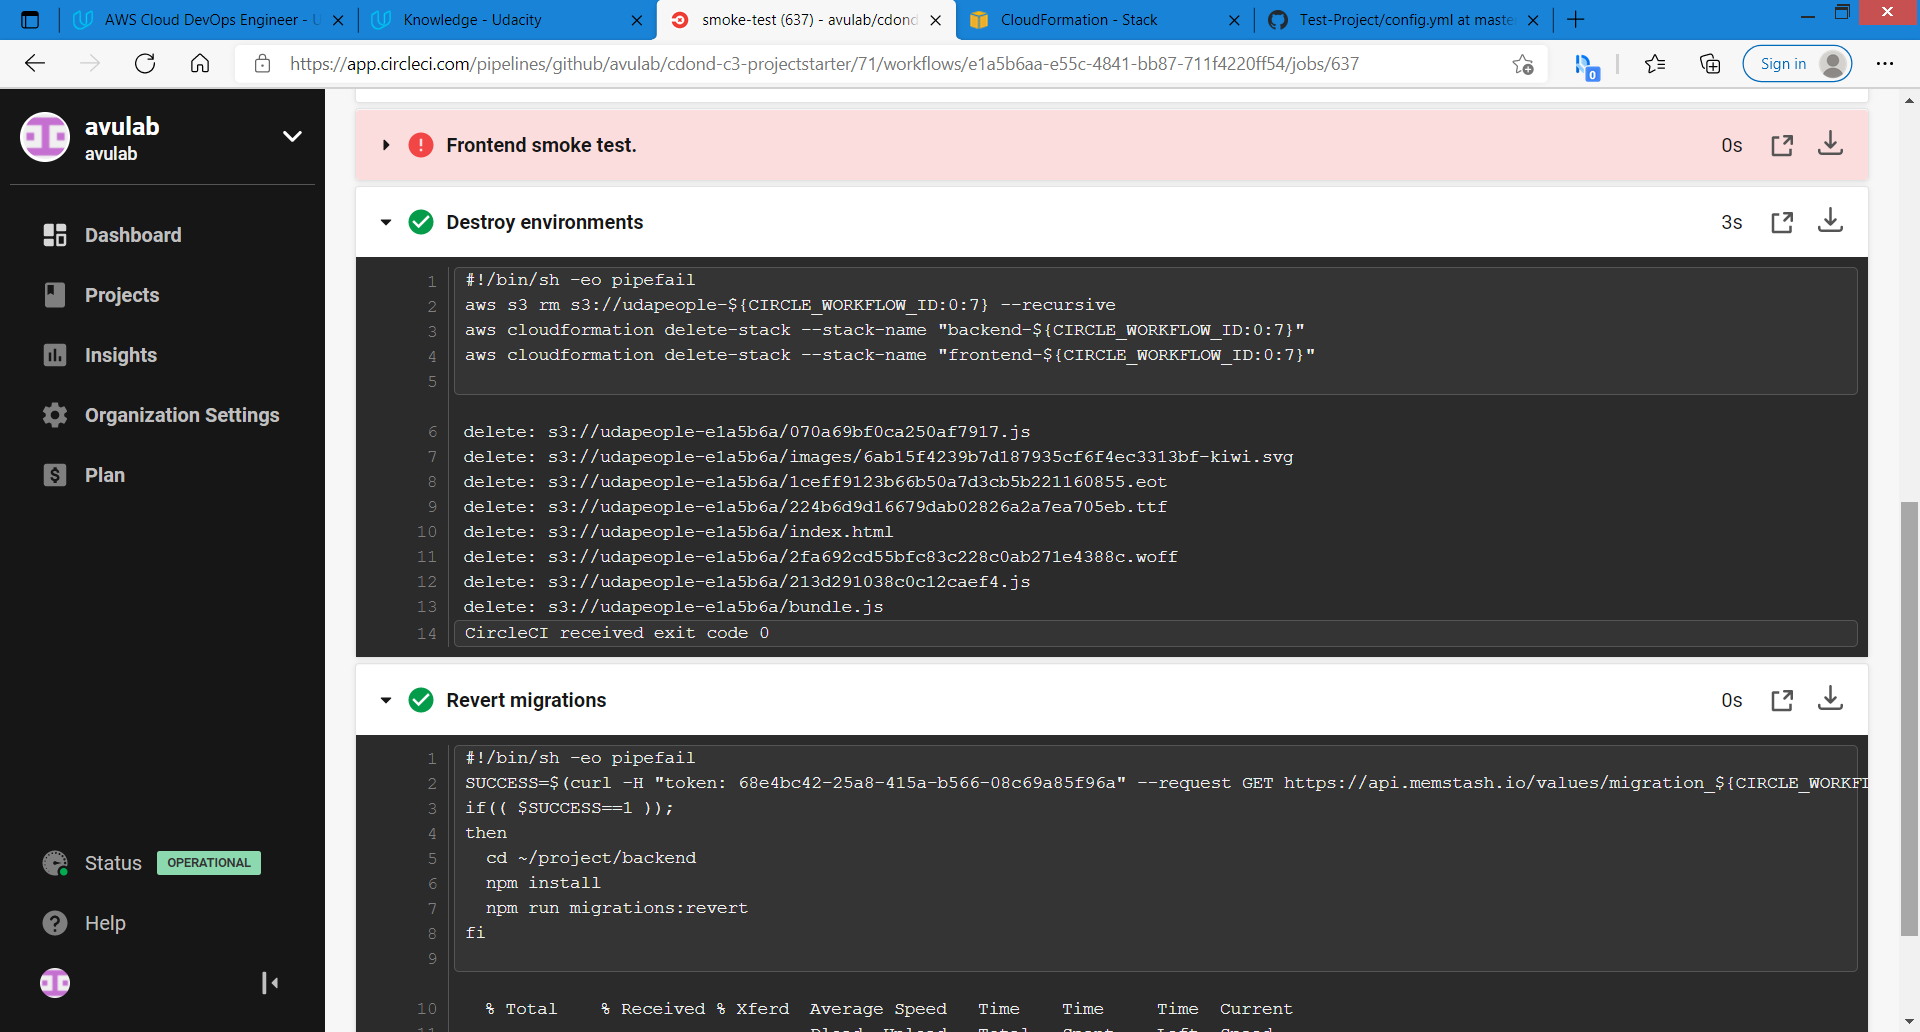 AWS Cloud DevOps Engineer - U
Knowledge - Udacity
smoke-test (637) - avulab/cdond
CloudFormation - Stack
Test-Project/config.yml at maste
https://app.circleci.com/pipelines/github/avulab/cdond-c3-projectstarter/71/workflows/e1a5b6aa-e55c-4841-bb87-711f4220ff54/jobs/637
0
Sign in
avulab
avulab
Dashboard
Projects
Insights
Organization Settings
Plan
Status OPERATIONAL
Help
Frontend smoke test.
0s
Destroy environments
3s
1 #!/bin/sh -eo pipefail
2 aws s3 rm s3://udapeople-${CIRCLE_WORKFLOW_ID:0:7} --recursive
3 aws cloudformation delete-stack --stack-name "backend-${CIRCLE_WORKFLOW_ID:0:7}"
4 aws cloudformation delete-stack --stack-name "frontend-${CIRCLE_WORKFLOW_ID:0:7}"
5
6 delete: s3://udapeople-e1a5b6a/070a69bf0ca250af7917.js
7 delete: s3://udapeople-e1a5b6a/images/6ab15f4239b7d187935cf6f4ec3313bf-kiwi.svg
8 delete: s3://udapeople-e1a5b6a/1ceff9123b66b50a7d3cb5b221160855.eot
9 delete: s3://udapeople-e1a5b6a/224b6d9d16679dab02826a2a7ea705eb.ttf
10 delete: s3://udapeople-e1a5b6a/index.html
11 delete: s3://udapeople-e1a5b6a/2fa692cd55bfc83c228c0ab271e4388c.woff
12 delete: s3://udapeople-e1a5b6a/213d291038c0c12caef4.js
13 delete: s3://udapeople-e1a5b6a/bundle.js
14 CircleCI received exit code 0
Revert migrations
0s
1 #!/bin/sh -eo pipefail
2 SUCCESS=$(curl -H "token: 68e4bc42-25a8-415a-b566-08c69a85f96a" --request GET https://api.memstash.io/values/migration_${CIRCLE_WORKFL
3 if(( $SUCCESS==1 ));
4 then
5 cd ~/project/backend
6 npm install
7 npm run migrations:revert
8 fi
9
10 % Total % Received % Xferd Average Speed Time Time Time Current